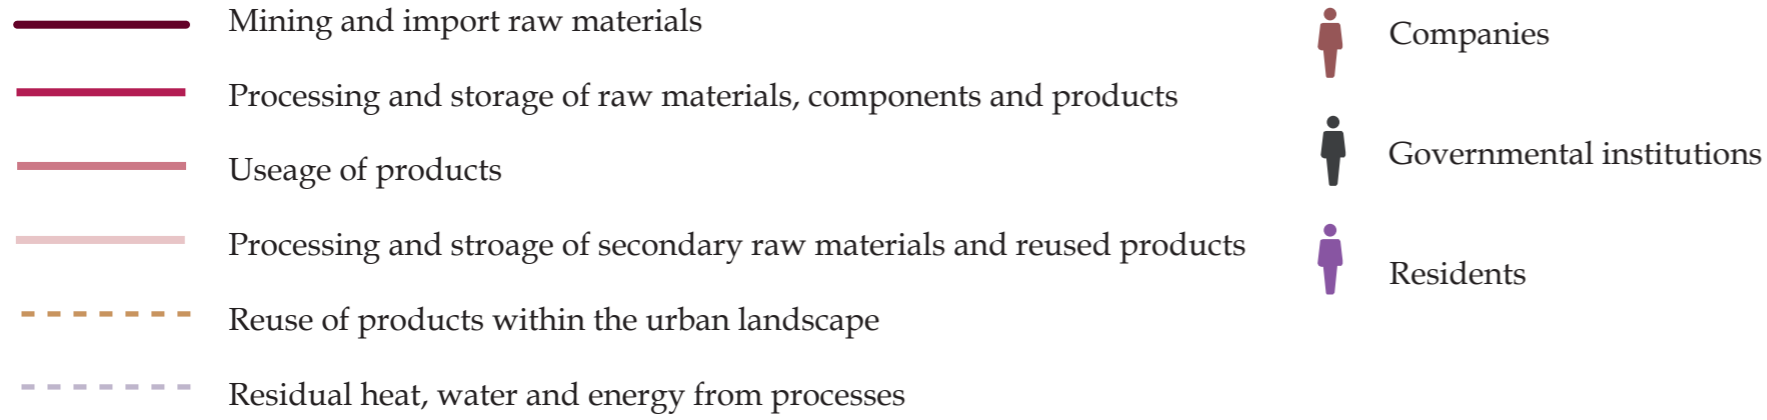 Mining and import raw materials
Processing and storage of raw materials, components and products
Useage of products
Processing and stroage of secondary raw materials and reused products
Reuse of products within the urban landscape
Residual heat, water and energy from processes
Companies
Governmental institutions
Residents